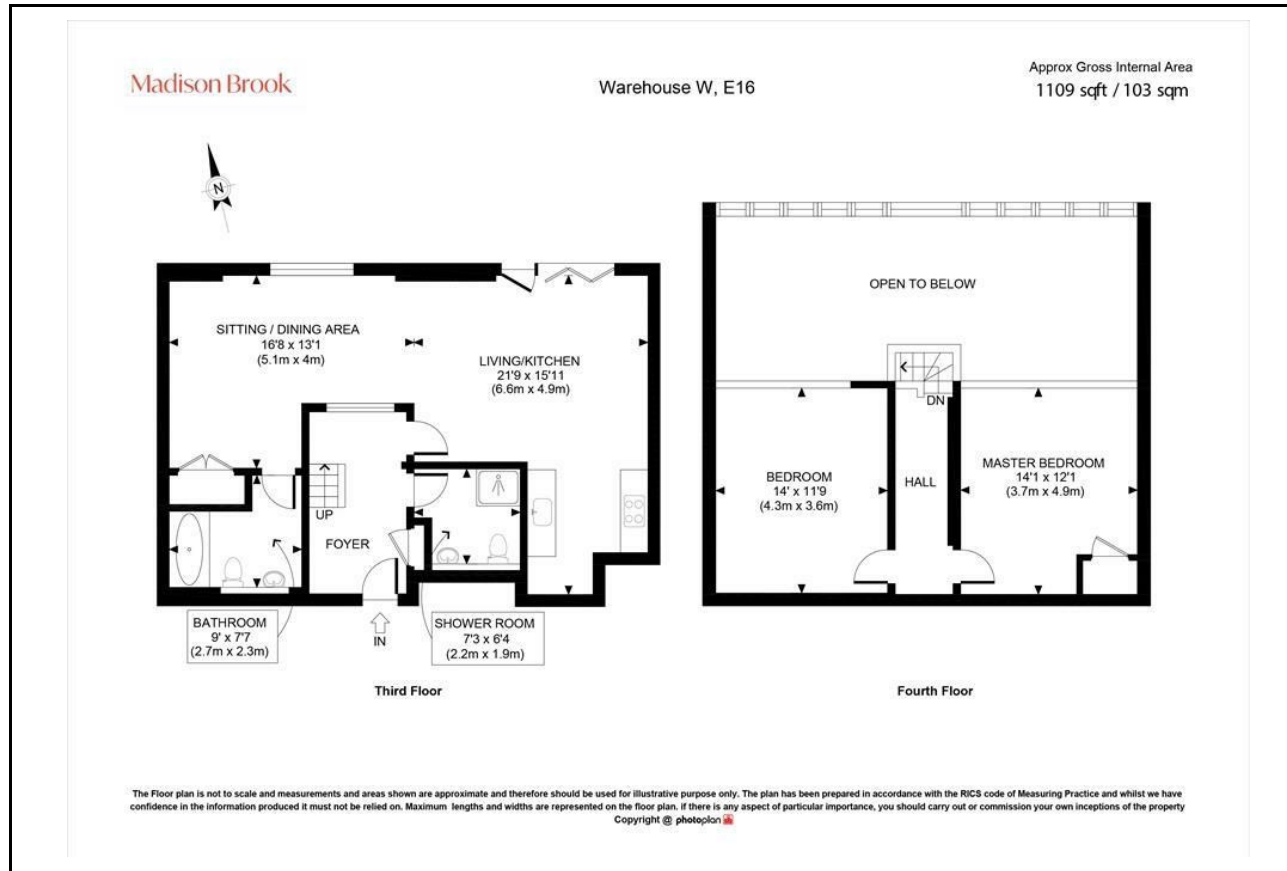 Madison Brook
Warehouse W, E16
Approx Gross Internal Area
1109 sqft / 103 sqm
N
SITTING / DINING AREA
16'8 x 13'1
(5.1m x 4m)
LIVING/KITCHEN
21'9 x 15'11
(6.6m x 4.9m)
UP
FOYER
BATHROOM
9' x 7'7
(2.7m x 2.3m)
IN
SHOWER ROOM
7'3 x 6'4
(2.2m x 1.9m)
Third Floor
OPEN TO BELOW
DN
BEDROOM
14' x 11'9
(4.3m x 3.6m)
HALL
MASTER BEDROOM
14'1 x 12'1
(3.7m x 4.9m)
Fourth Floor
The Floor plan is not to scale and measurements and areas shown are approximate and therefore should be used for illustrative purpose only. The plan has been prepared in accordance with the RICS code of Measuring Practice and whilst we have
confidence in the information produced it must not be relied on. Maximum lengths and widths are represented on the floor plan. if there is any aspect of particular importance, you should carry out or commission your own inceptions of the property
Copyright @ photoplan